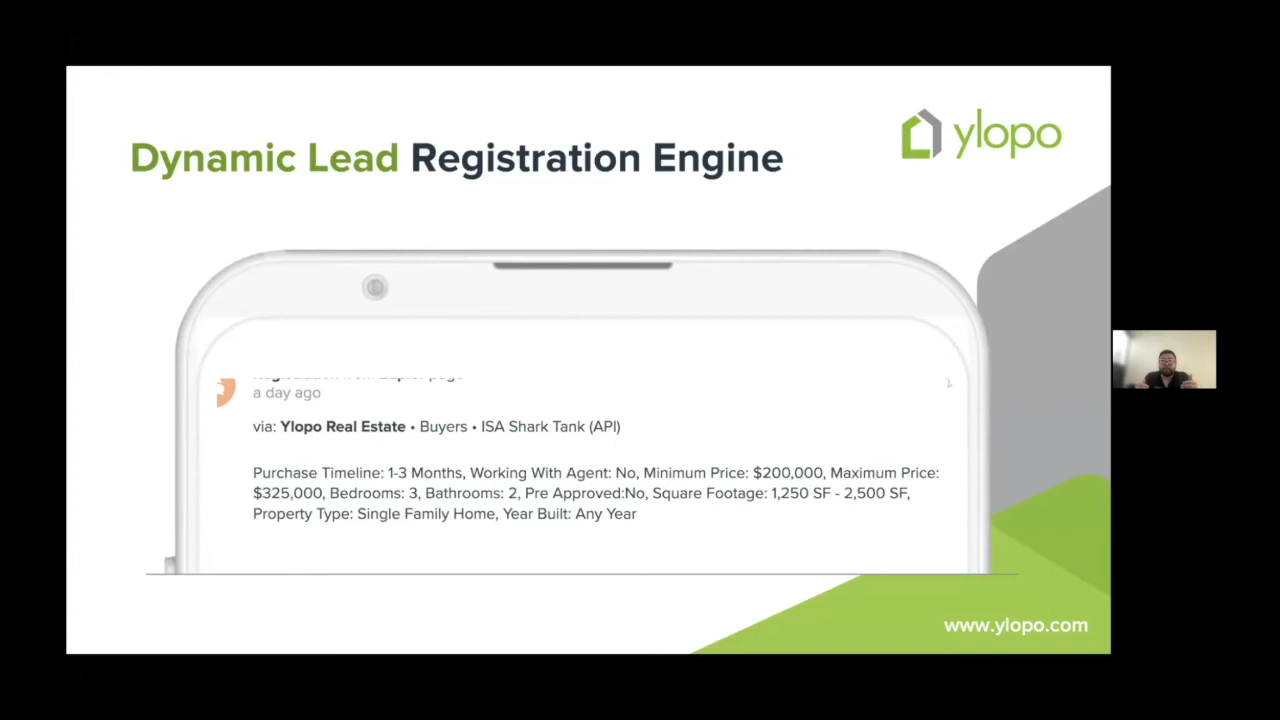 ylopo
Dynamic Lead Registration Engine
a day ago
via: Ylopo Real Estate • Buyers • ISA Shark Tank (API)
Purchase Timeline: 1-3 Months, Working With Agent: No, Minimum Price: $200,000, Maximum Price:
$325,000, Bedrooms: 3, Bathrooms: 2, Pre Approved:No, Square Footage: 1,250 SF - 2,500 SF,
Property Type: Single Family Home, Year Built: Any Year
www.ylopo.com